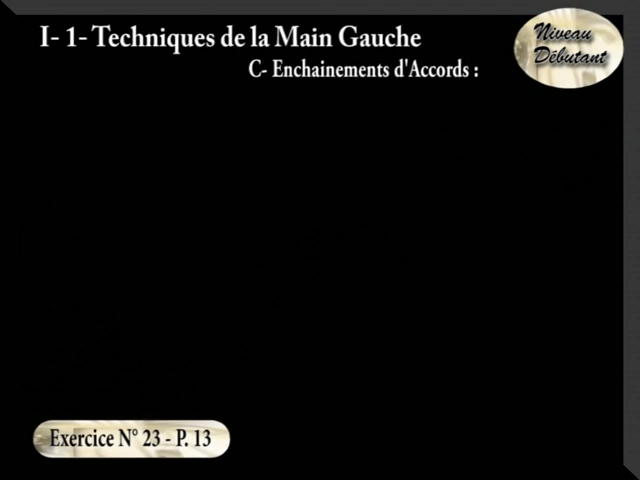 I- 1- Techniques de la Main Gauche
C- Enchainements d'Accords :
Niveau
Débutant
Exercice N° 23 - P. 13